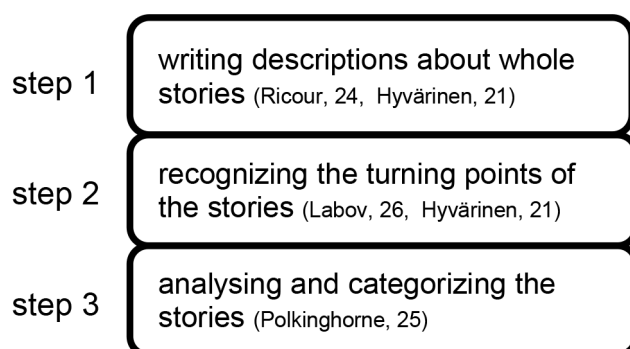 step 1
writing descriptions about whole
stories (Ricour, 24, Hyvärinen, 21)
step 2
recognizing the turning points of
the stories (Labov, 26, Hyvärinen, 21)
step 3
analysing and categorizing the
stories (Polkinghorne, 25)